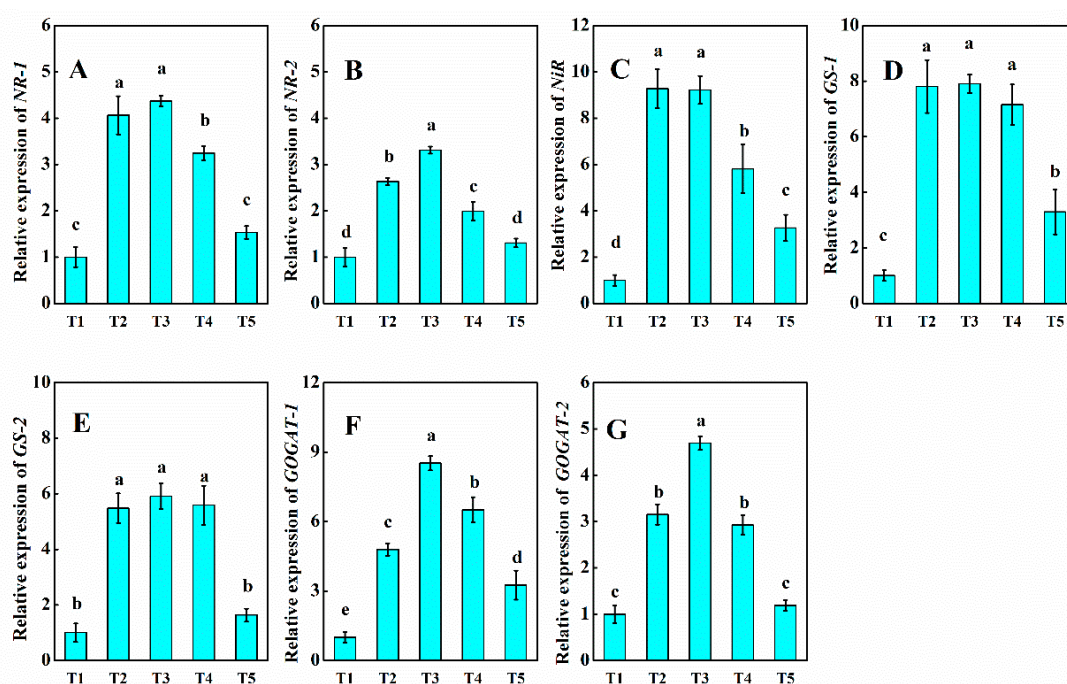 Relative expression of NR-1
6
5
4
3
2
1
0
A
c
a
a
b
c
T1 T2 T3 T4 T5
Relative expression of NR-2
6
4
2
0
B
d
b
a
c
d
T1 T2 T3 T4 T5
Relative expression of NiR
12
10
8
6
4
2
0
C
d
a
a
b
c
T1 T2 T3 T4 T5
Relative expression of GS-1
10
8
6
4
2
0
D
c
a
a
a
b
T1 T2 T3 T4 T5
Relative expression of GS-2
10
8
6
4
2
0
E
b
a
a
a
b
T1 T2 T3 T4 T5
Relative expression of GOGAT-1
12
9
6
3
0
F
e
c
a
b
d
T1 T2 T3 T4 T5
Relative expression of GOGAT-2
6
5
4
3
2
1
0
G
c
b
a
b
c
T1 T2 T3 T4 T5